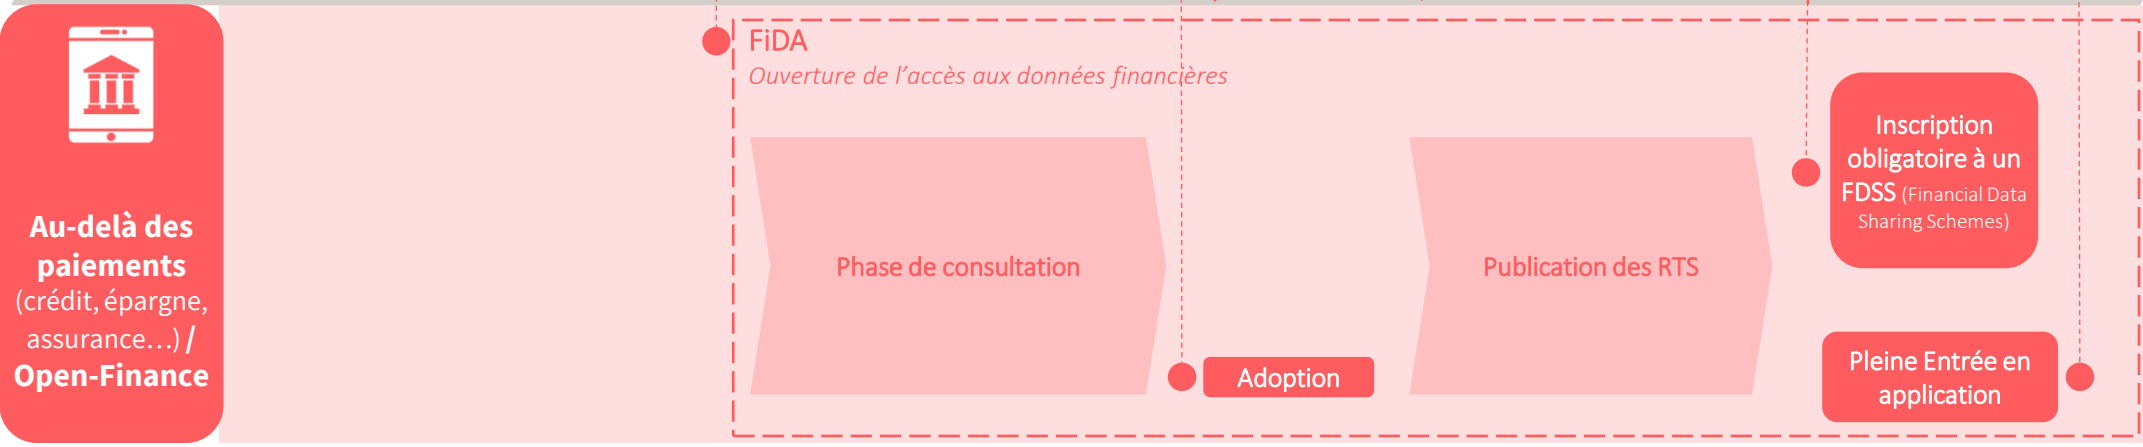 Au-delà des
paiements
(crédit, épargne,
assurance…) /
Open-Finance
FiDA
Ouverture de l’accès aux données financières
Phase de consultation
Adoption
Publication des RTS
Inscription
obligatoire à un
FDSS (Financial Data
Sharing Schemes)
Pleine Entrée en
application